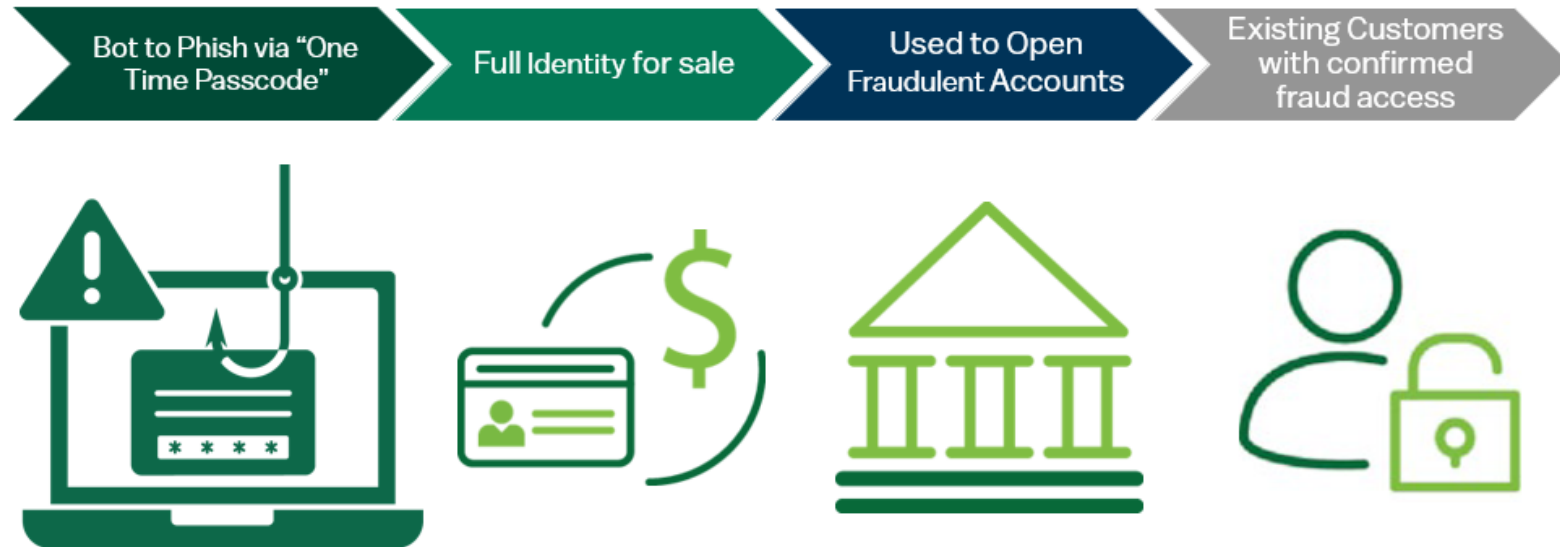 Bot to Phish via “One
Time Passcode”
Full Identity for sale
Used to Open
Fraudulent Accounts
Existing Customers
with confirmed
fraud access
$
* * * *